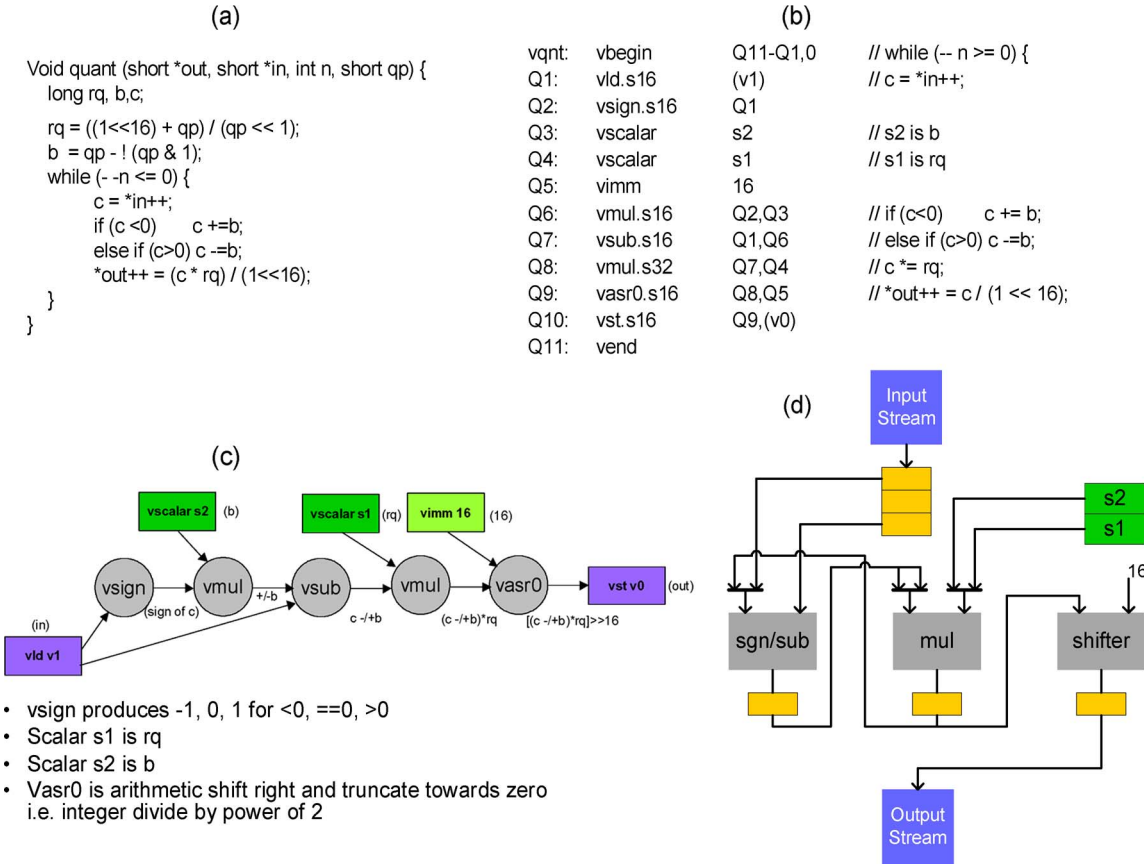 (a)
Void quant (short *out, short *in, int n, short qp) {
long rq, b,c;
rq = ((1<<16) + qp) / (qp << 1);
b = qp - ! (qp & 1);
while (- -n <= 0) {
c = *in++;
if (c <0) c +=b;
else if (c>0) c -=b;
*out++ = (c * rq) / (1<<16);
}
}
(b)
vqnt: vbegin Q11-Q1,0 // while (-- n >= 0) {
Q1: vld.s16 (v1) // c = *in++;
Q2: vsign.s16 Q1
Q3: vscalar s2 // s2 is b
Q4: vscalar s1 // s1 is rq
Q5: vimm 16
Q6: vmul.s16 Q2,Q3 // if (c<0) c += b;
Q7: vsub.s16 Q1,Q6 // else if (c>0) c -=b;
Q8: vmul.s32 Q7,Q4 // c *= rq;
Q9: vasr0.s16 Q8,Q5 // *out++ = c / (1 << 16);
Q10: vst.s16 Q9,(v0)
Q11: vend
(c)
vscalar s2 (b)
vscalar s1 (rq)
vimm 16 (16)
vsign
vmul
vsub
vmul
vasr0
vst v0 (out)
(sign of c)
+/-b
c -/+b
(c -/+b)*rq
[(c -/+b)*rq]>>16
(in)
vld v1
• vsign produces -1, 0, 1 for <0, ==0, >0
• Scalar s1 is rq
• Scalar s2 is b
• Vasr0 is arithmetic shift right and truncate towards zero
i.e. integer divide by power of 2
(d)
Input
Stream
s2
s1
16
sgn/sub
mul
shifter
Output
Stream